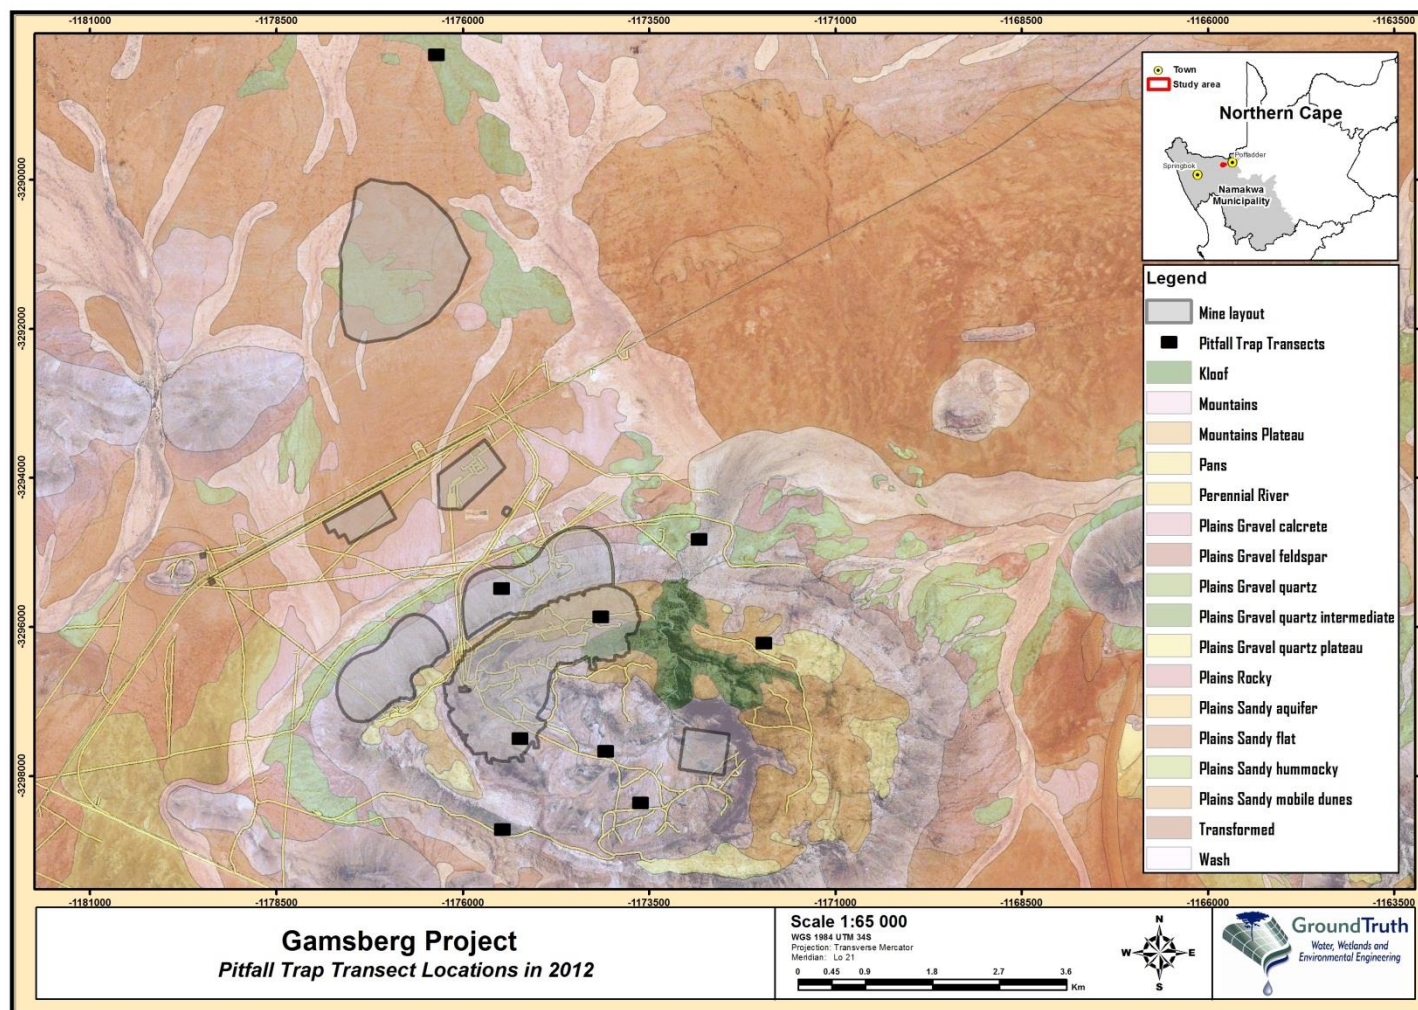 -1181000
-1178500
-1176000
-1173500
-1171000
-1168500
-1166000
-1163500
-3290000
-3292000
-3294000
-3296000
-3298000
-3290000
-3292000
-3294000
-3296000
-3298000
Town
Study area
Northern Cape
Pofadder
Springbok
Namakwa
Municipality
Legend
Mine layout
Pitfall Trap Transects
Kloof
Mountains
Mountains Plateau
Pans
Perennial River
Plains Gravel calcrete
Plains Gravel feldspar
Plains Gravel quartz
Plains Gravel quartz intermediate
Plains Gravel quartz plateau
Plains Rocky
Plains Sandy aquifer
Plains Sandy flat
Plains Sandy hummocky
Plains Sandy mobile dunes
Transformed
Wash
-1181000
-1178500
-1176000
-1173500
-1171000
-1168500
-1166000
-1163500
Gamsberg Project
Pitfall Trap Transect Locations in 2012
Scale 1:65 000
WGS 1984 UTM 34S
Projection: Transverse Mercator
Meridian: Lo 21
0 0.45 0.9 1.8 2.7 3.6
Km
N
W E
S
GroundTruth
Water, Wetlands and
Environmental Engineering